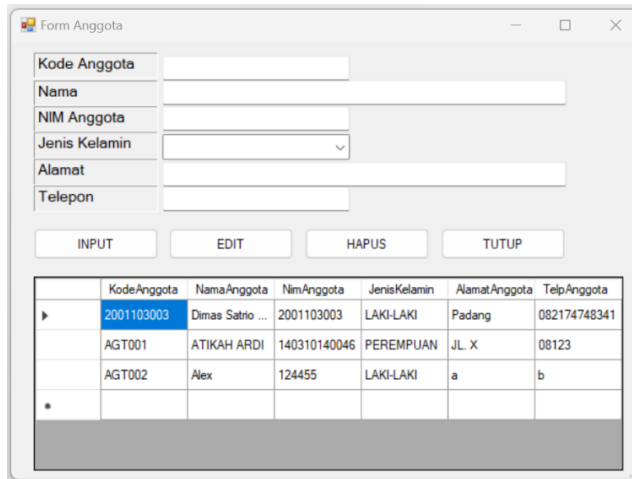 Form Anggota
Kode Anggota
Nama
NIM Anggota
Jenis Kelamin
Alamat
Telepon
INPUT EDIT HAPUS TUTUP
KodeAnggota NamaAnggota NimAnggota JenisKelamin AlamatAnggota TelpAnggota
2001103003 Dimas Satrio ... 2001103003 LAKI-LAKI Padang 082174748341
AGT001 ATIKAH ARDI 140310140046 PEREMPUAN JL. X 08123
AGT002 Alex 124455 LAKI-LAKI a b